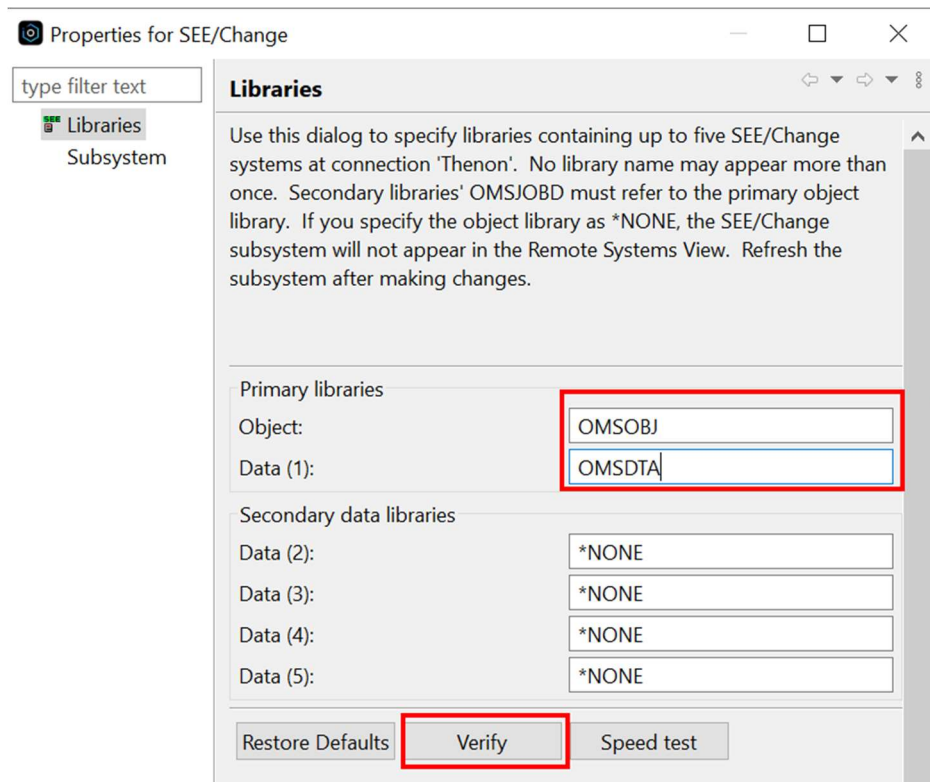 Properties for SEE/Change
type filter text
SEE
Libraries
Subsystem
Libraries
Use this dialog to specify libraries containing up to five SEE/Change
systems at connection 'Thenon'.  No library name may appear more than
once.  Secondary libraries' OMSJOBD must refer to the primary object
library.  If you specify the object library as *NONE, the SEE/Change
subsystem will not appear in the Remote Systems View.  Refresh the
subsystem after making changes.
Primary libraries
Object: OMSOBJ
Data (1): OMSDTA
Secondary data libraries
Data (2): *NONE
Data (3): *NONE
Data (4): *NONE
Data (5): *NONE
Restore Defaults Verify Speed test